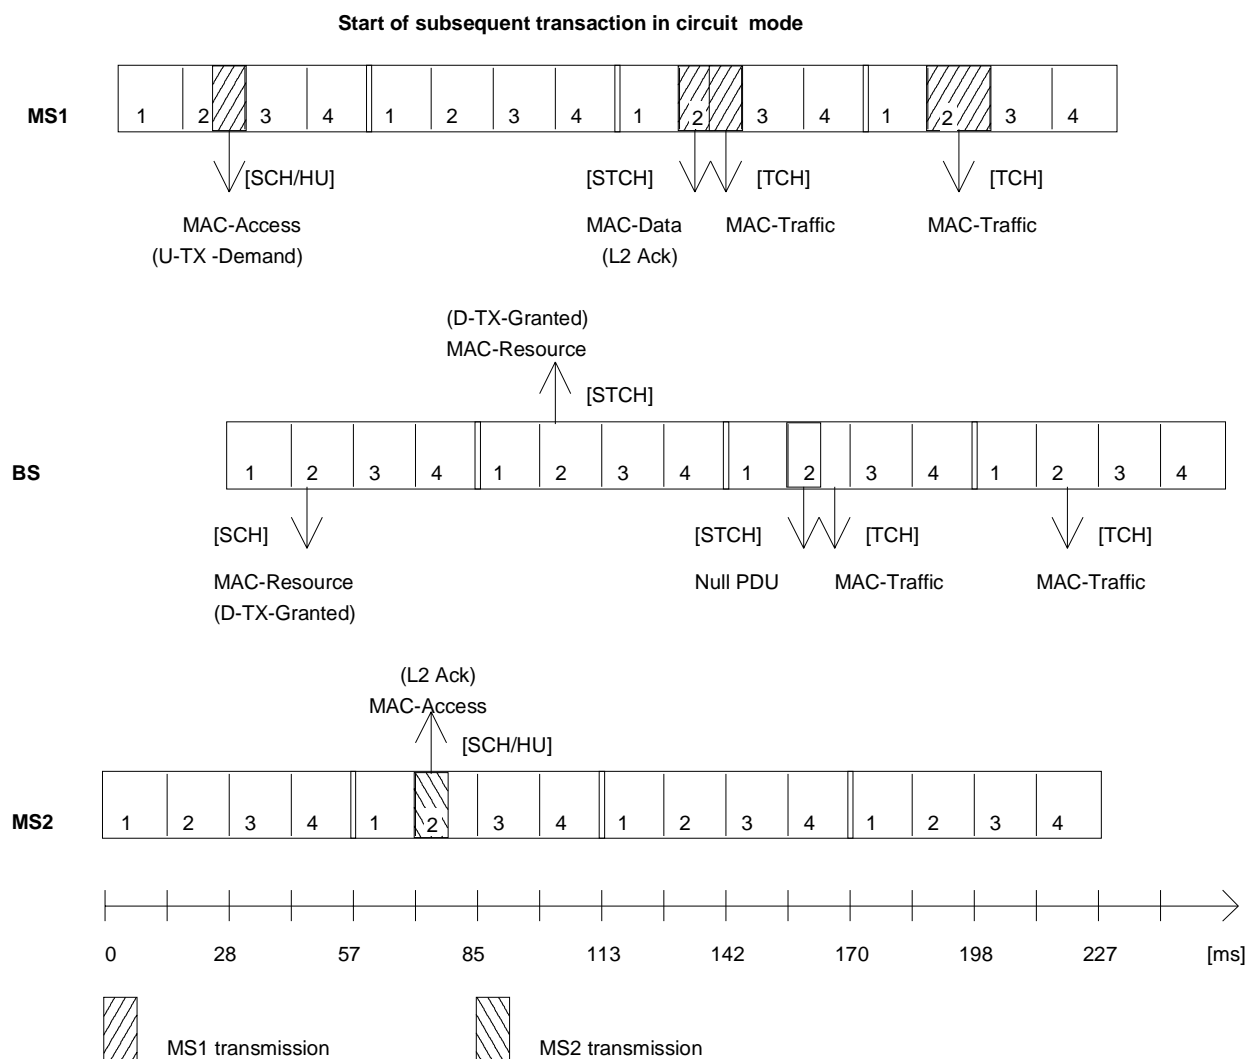 Start of subsequent transaction in circuit mode
MS1
1 2 3 4 1 2 3 4 1 2 3 4 1 2 3 4
[SCH/HU] [STCH] [TCH] [TCH]
MAC-Access MAC-Data MAC-Traffic MAC-Traffic
(U-TX -Demand) (L2 Ack)
(D-TX-Granted)
MAC-Resource
[STCH]
BS
1 2 3 4 1 2 3 4 1 2 3 4 1 2 3 4
[SCH] [STCH] [TCH] [TCH]
MAC-Resource Null PDU MAC-Traffic MAC-Traffic
(D-TX-Granted)
(L2 Ack)
MAC-Access
[SCH/HU]
MS2
1 2 3 4 1 2 3 4 1 2 3 4 1 2 3 4
0 28 57 85 113 142 170 198 227 [ms]
MS1 transmission MS2 transmission